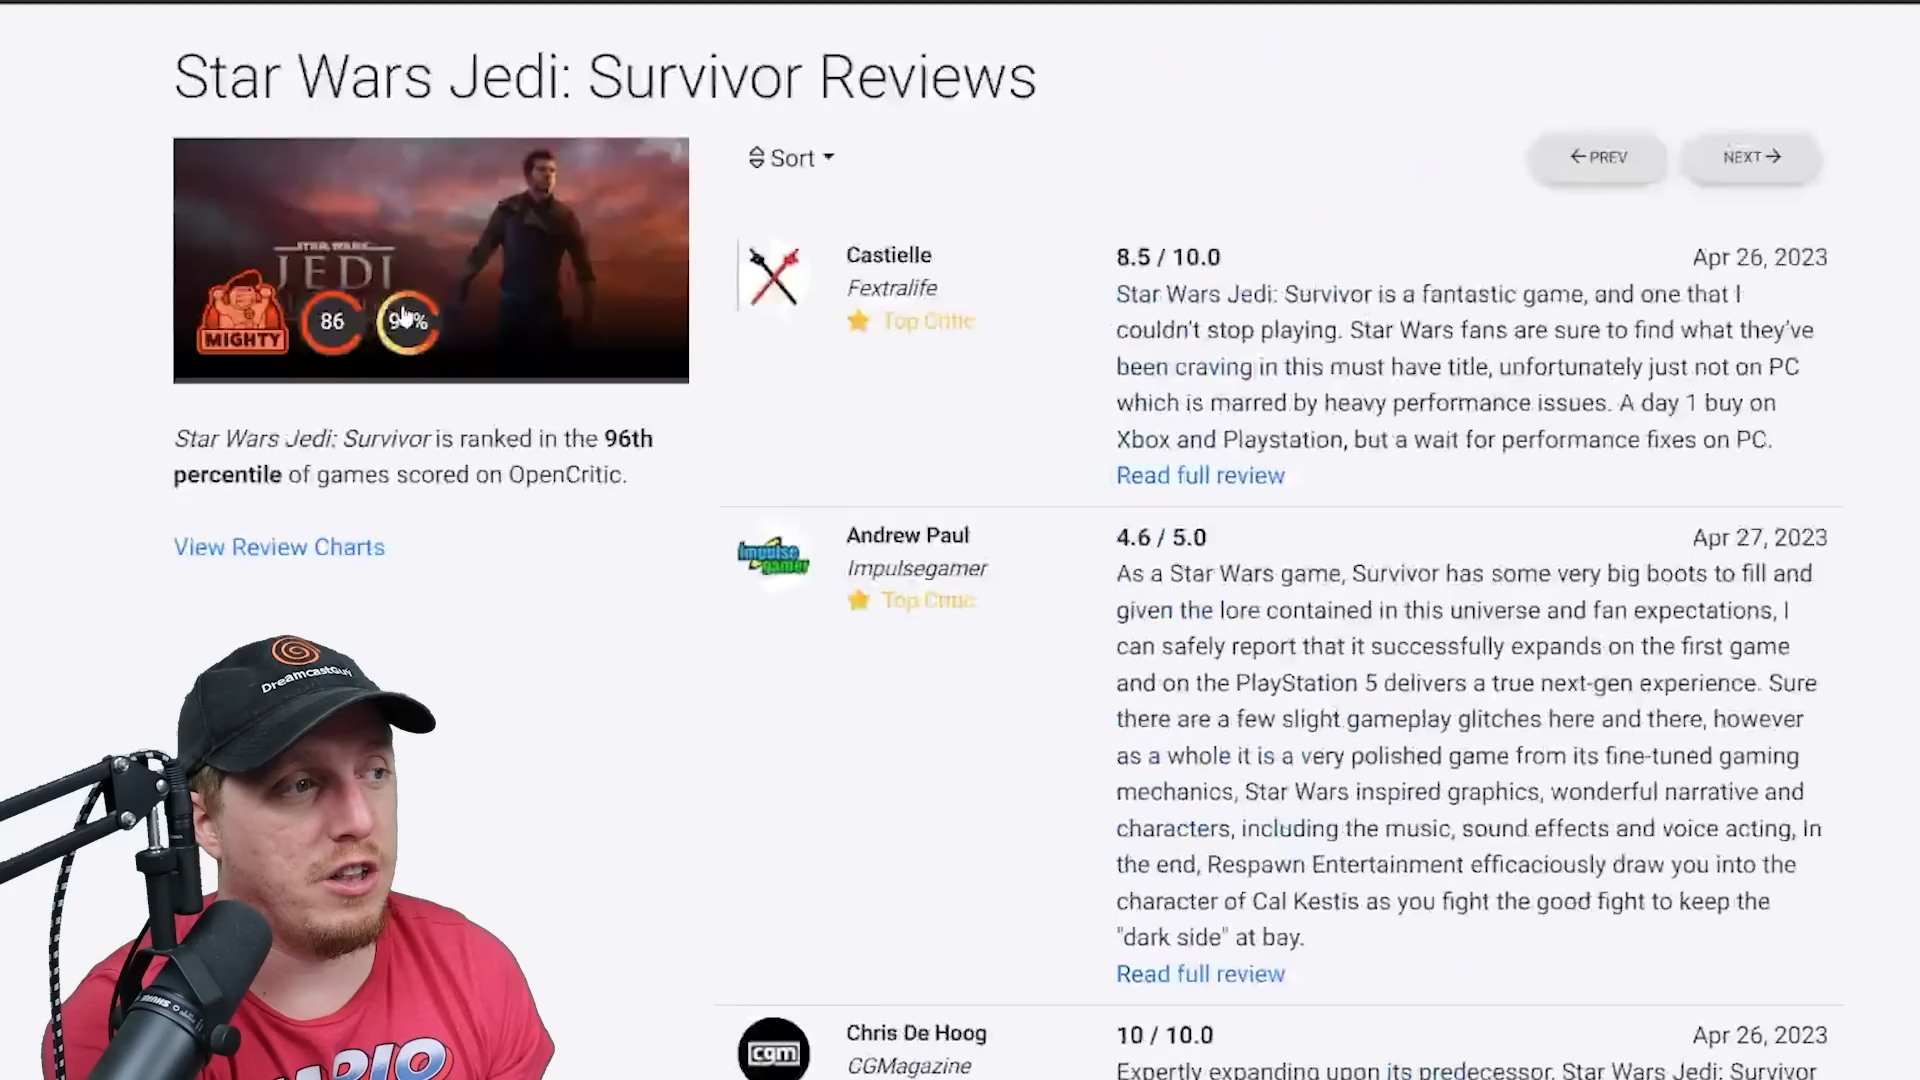 Star Wars Jedi: Survivor Reviews
Sort
PREV
NEXT
STAR WARS
JEDI
MIGHTY
86
Star Wars Jedi: Survivor is ranked in the 96th
percentile of games scored on OpenCritic.
View Review Charts
Castielle
Fextralife
Top Critic
8.5 / 10.0
Apr 26, 2023
Star Wars Jedi: Survivor is a fantastic game, and one that I
couldn't stop playing. Star Wars fans are sure to find what they've
been craving in this must have title, unfortunately just not on PC
which is marred by heavy performance issues. A day 1 buy on
Xbox and Playstation, but a wait for performance fixes on PC.
Read full review
impulse
gamer
Andrew Paul
Impulsegamer
Top Critic
4.6 / 5.0
Apr 27, 2023
As a Star Wars game, Survivor has some very big boots to fill and
given the lore contained in this universe and fan expectations, I
can safely report that it successfully expands on the first game
and on the PlayStation 5 delivers a true next-gen experience. Sure
there are a few slight gameplay glitches here and there, however
as a whole it is a very polished game from its fine-tuned gaming
mechanics, Star Wars inspired graphics, wonderful narrative and
characters, including the music, sound effects and voice acting, In
the end, Respawn Entertainment efficaciously draw you into the
character of Cal Kestis as you fight the good fight to keep the
"dark side" at bay.
Read full review
cgm
Chris De Hoog
CGMagazine
10 / 10.0
Apr 26, 2023
Expertly expanding upon its predecessor, Star Wars Jedi: Survivor
DreamcastGuy
SHURE